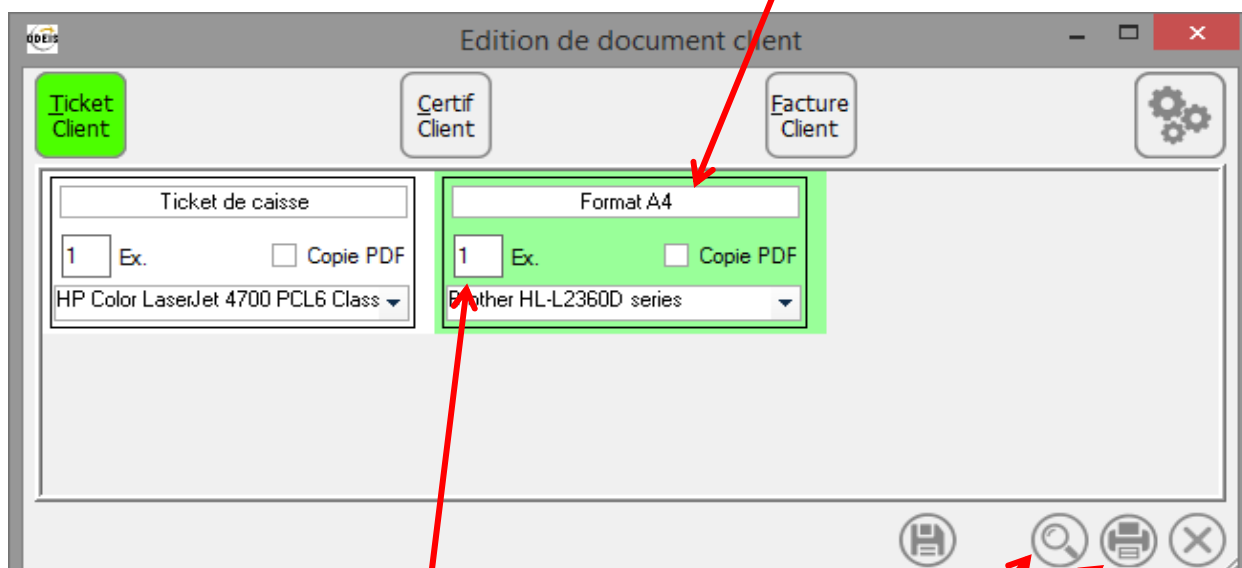 ODEIS
Edition de document client
Ticket
Client
Certif
Client
Facture
Client
Ticket de caisse
1 Ex. Copie PDF
HP Color LaserJet 4700 PCL6 Class
Format A4
1 Ex. Copie PDF
Brother HL-L2360D series